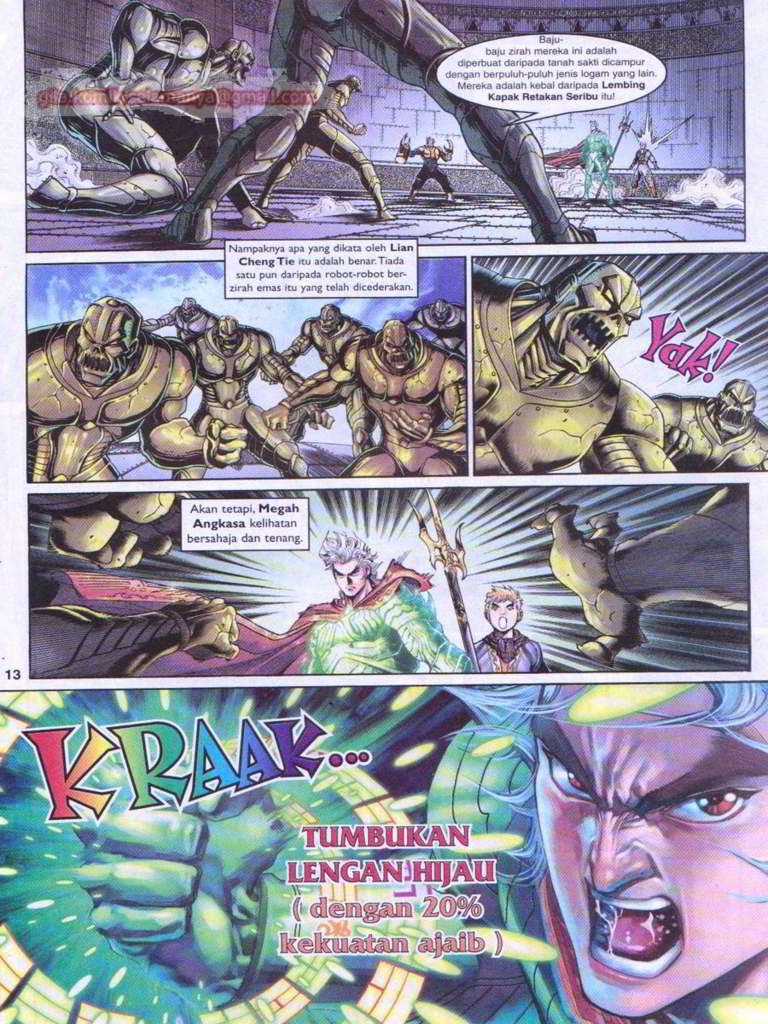 Baju-
baju zirah mereka ini adalah
diperbuat daripada tanah sakti dicampur
dengan berpuluh-puluh jenis logam yang lain.
Mereka adalah kebal daripada Lembing
Kapak Retakan Seribu itu!
Nampaknya apa yang dikata oleh Lian
Cheng Tie itu adalah benar. Tiada
satu pun daripada robot-robot ber-
zirah emas itu yang telah dicederakan.
Yak!
Akan tetapi, Megah
Angkasa kelihatan
bersahaja dan tenang.
13
KRAAK...
TUMBUKAN
LENGAN HIJAU
( dengan 20%
kekuatan ajaib )